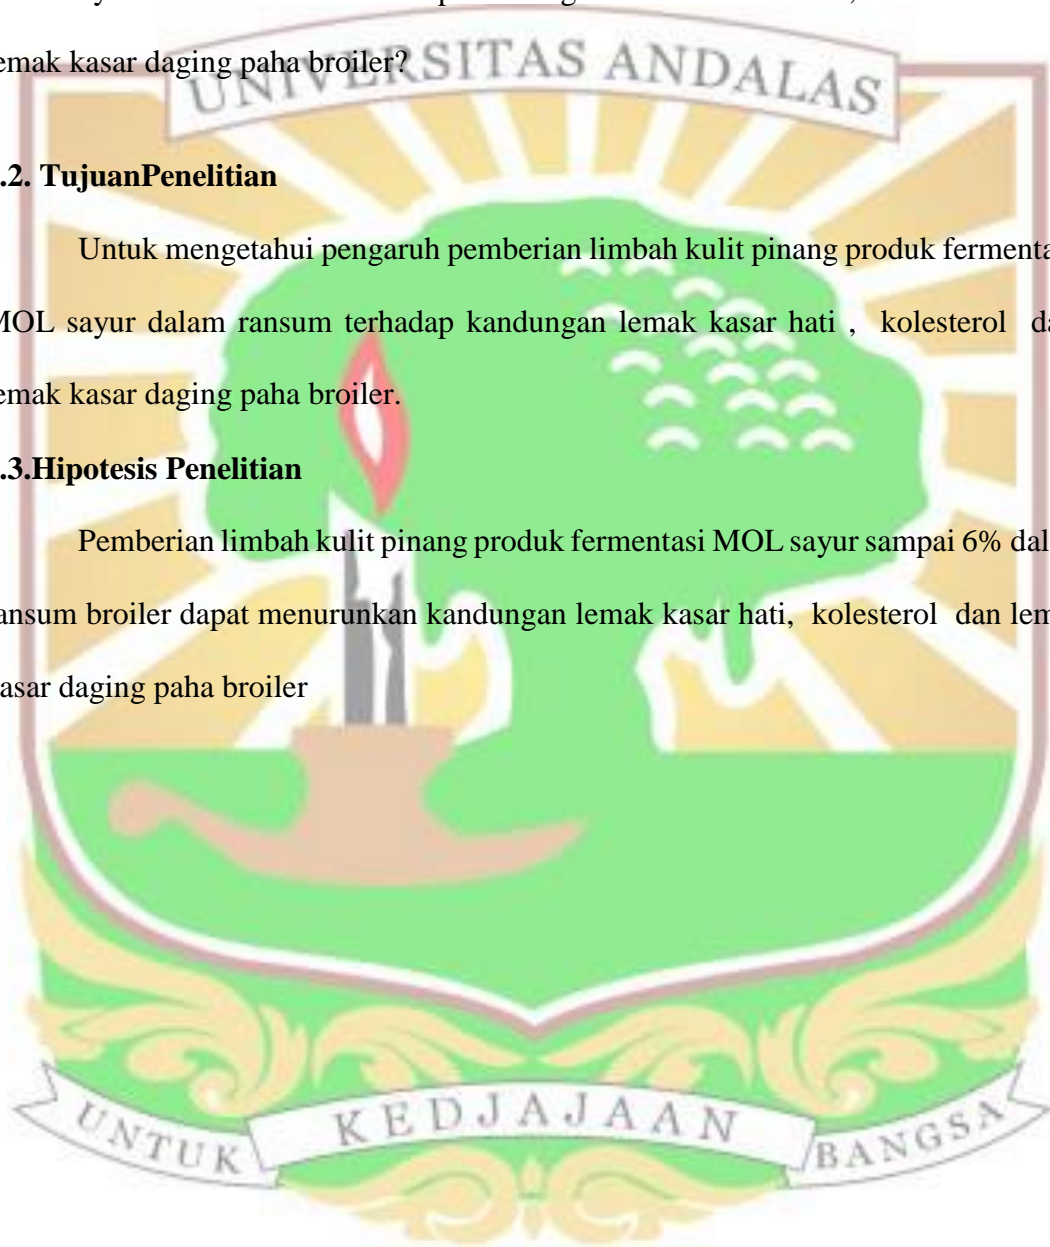 emak kasar daging paha broiler?
UNIVERSITAS ANDALAS
.2. TujuanPenelitian
Untuk mengetahui pengaruh pemberian limbah kulit pinang produk fermenta
MOL sayur dalam ransum terhadap kandungan lemak kasar hati , kolesterol da
emak kasar daging paha broiler.
.3.Hipotesis Penelitian
Pemberian limbah kulit pinang produk fermentasi MOL sayur sampai 6% dal
ransum broiler dapat menurunkan kandungan lemak kasar hati, kolesterol dan lem
asar daging paha broiler
UNTUK KEDJAJAAN BANGSA